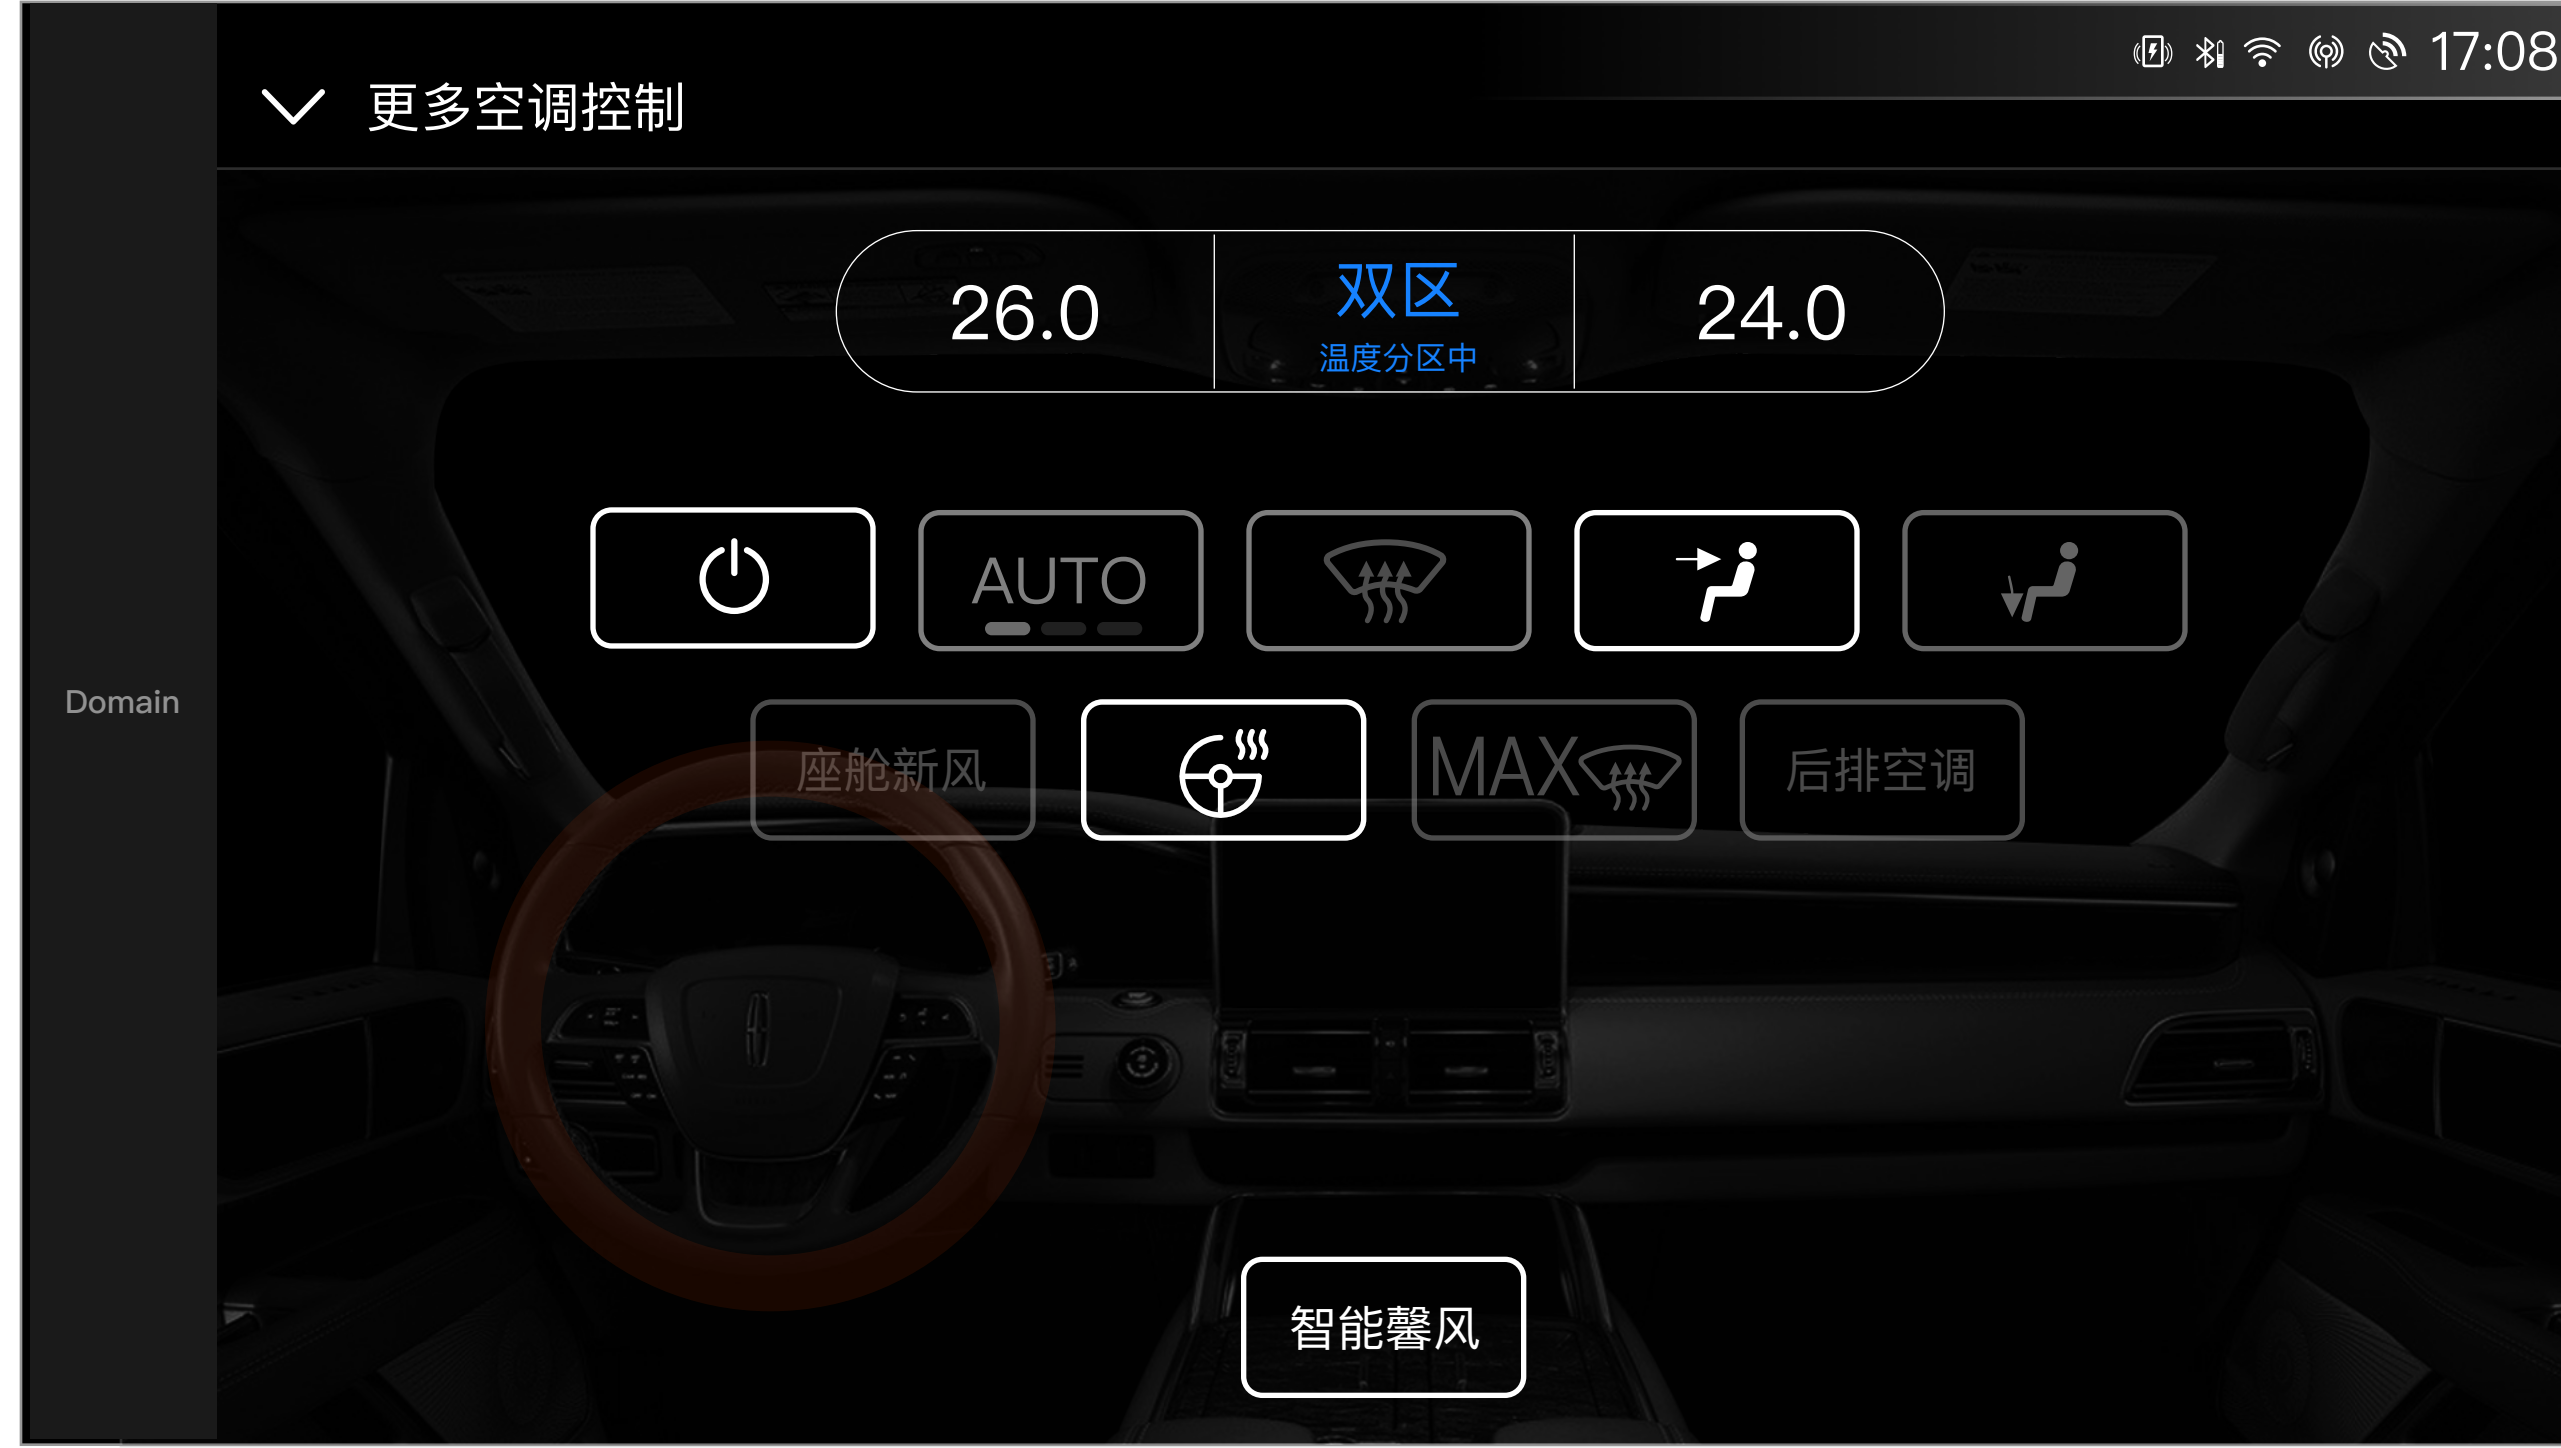 17:08
更多空调控制
26.0
双区
24.0
温度分区中
AUTO
Domain
座舱新风
MAX
后排空调
智能馨风